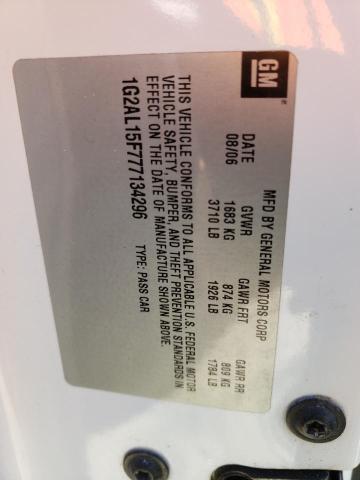 GM
MFD BY GENERAL MOTORS CORP
DATE GVWR GAWR FRT GAWR RR
08/06 1683 KG 874 KG 809 KG
3710 LB 1926 LB 1784 LB
THIS VEHICLE CONFORMS TO ALL APPLICABLE U.S. FEDERAL MOTOR
VEHICLE SAFETY, BUMPER, AND THEFT PREVENTION STANDARDS IN
EFFECT ON THE DATE OF MANUFACTURE SHOWN ABOVE.
1G2AL15F777134296 TYPE: PASS CAR